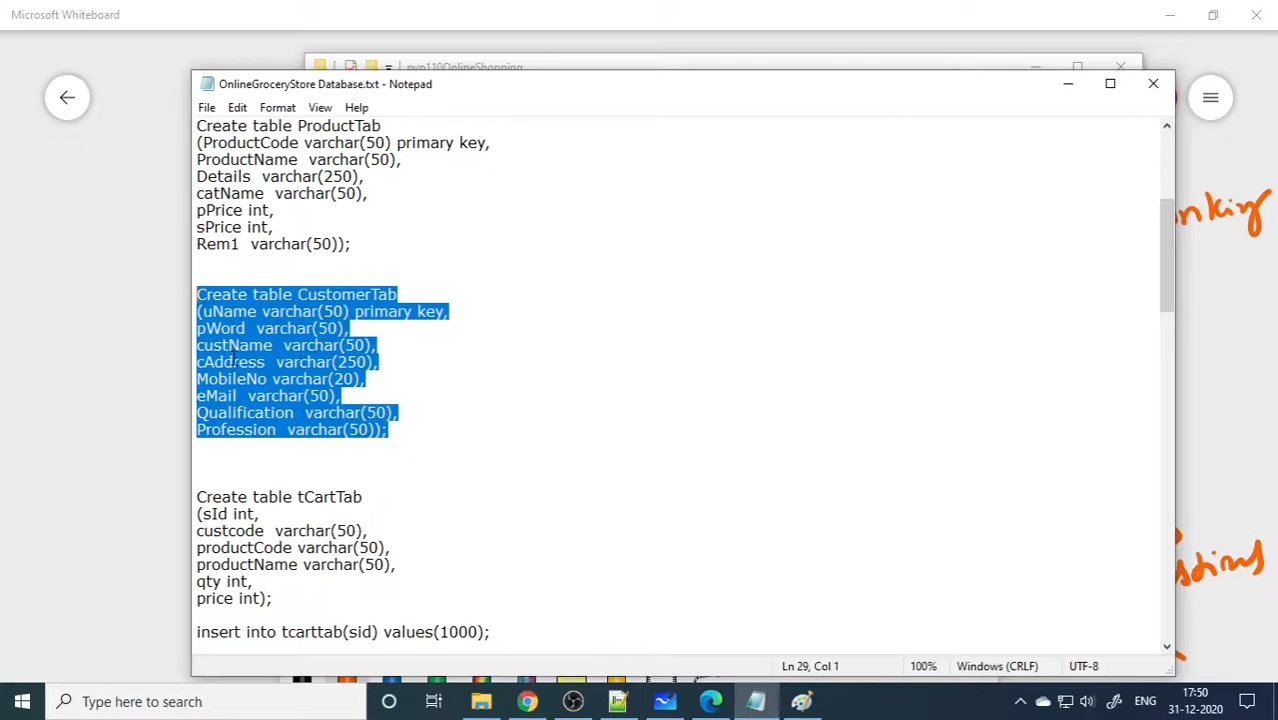 Microsoft Whiteboard
OnlineGroceryStore Database.txt - Notepad
File Edit Format View Help
Create table ProductTab
(ProductCode varchar(50) primary key,
ProductName  varchar(50),
Details  varchar(250),
catName  varchar(50),
pPrice int,
sPrice int,
Rem1  varchar(50));
Create table CustomerTab
(uName varchar(50) primary key,
pWord  varchar(50),
custName  varchar(50),
cAddress  varchar(250),
MobileNo varchar(20),
eMail  varchar(50),
Qualification  varchar(50),
Profession  varchar(50));
Create table tCartTab
(sId int,
custcode  varchar(50),
productCode varchar(50),
productName varchar(50),
qty int,
price int);
insert into tcarttab(sid) values(1000);
Ln 29, Col 1 100% Windows (CRLF) UTF-8
Type here to search
ENG
17:50
31-12-2020